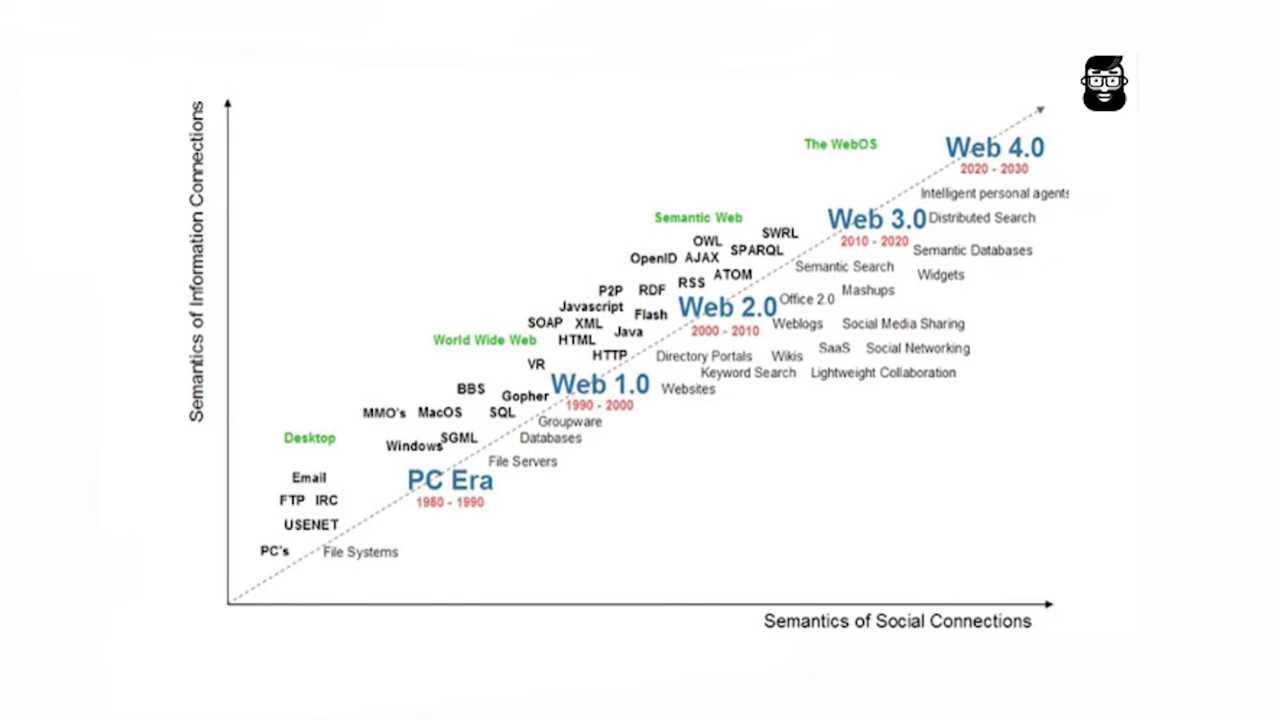 Semantics of Information Connections
The WebOS
Web 4.0
2020 - 2030
Intelligent personal agents
Semantic Web
Web 3.0
Distributed Search
SWRL
OWL
2010 - 2020
SPARQL
Semantic Databases
OpenID
AJAX
Semantic Search
ATOM
Widgets
RSS
P2P
RDF
Mashups
Office 2.0
Javascript
Web 2.0
Flash
SOAP
XML
Weblogs
Social Media Sharing
2000 - 2010
Java
World Wide Web
HTML
SaaS
Social Networking
HTTP
Directory Portals
Wikis
VR
Keyword Search
Lightweight Collaboration
Web 1.0
Websites
BBS
Gopher
1990 - 2000
MMO's
MacOS
SQL
Groupware
Desktop
SGML
Databases
Windows
File Servers
Email
PC Era
1980 - 1990
FTP
IRC
USENET
PC's
File Systems
Semantics of Social Connections